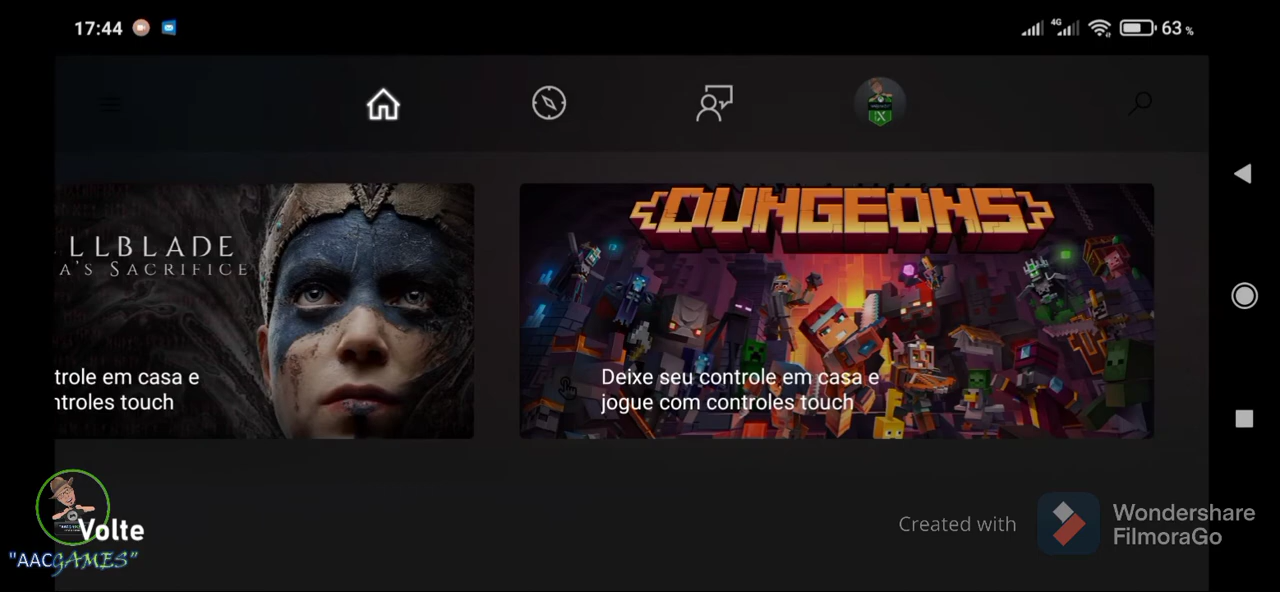 17:44
4G
63 %
DUNGEONS
LLBLADE
A'S SACRIFICE
trole em casa e
ntroles touch
Deixe seu controle em casa e
jogue com controles touch
Volte
"AACGAMES"
Created with
Wondershare
FilmoraGo